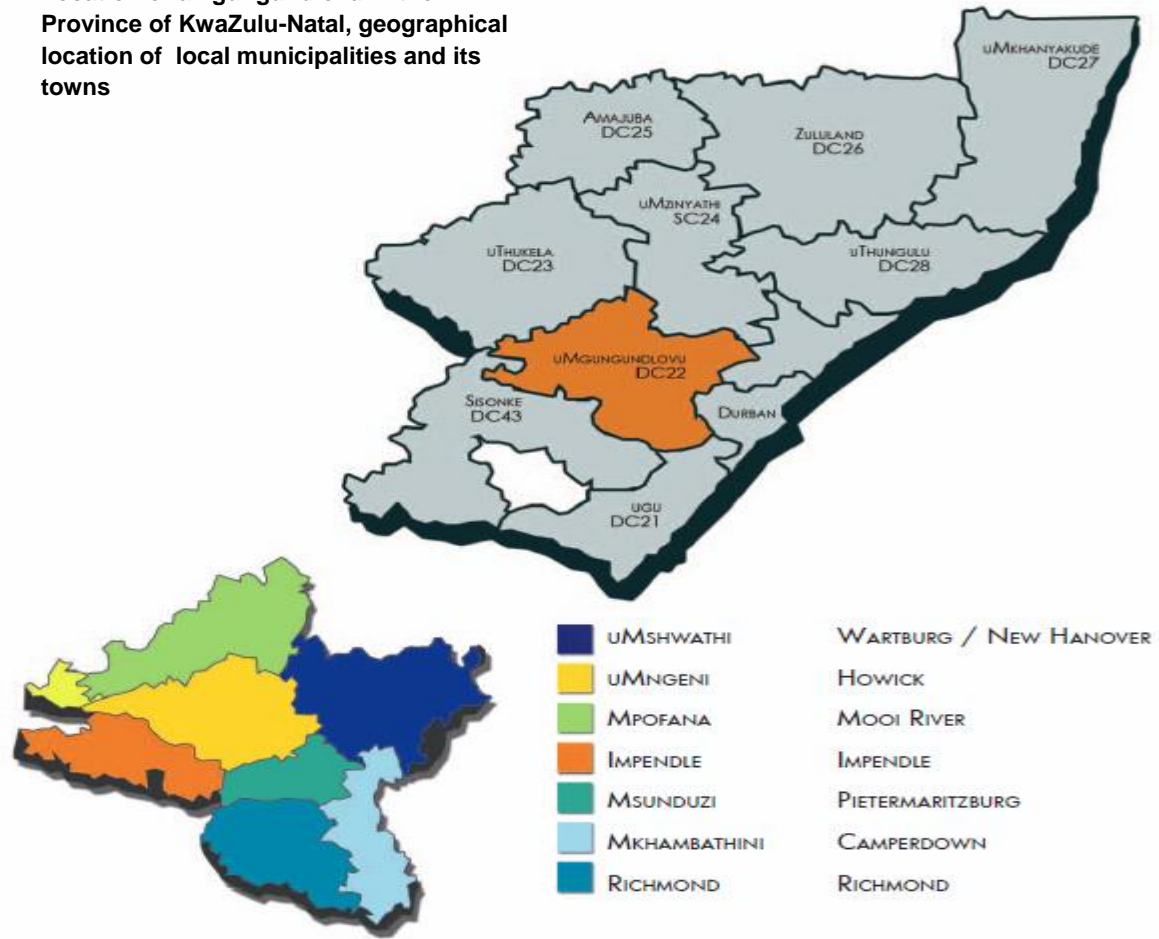 Province of KwaZulu-Natal, geographical
location of local municipalities and its
towns
uMkhanyakude
DC27
Amajuba
DC25
Zululand
DC26
uMzinyathi
SC24
uThukela
DC23
uThungulu
DC28
uMgungundlovu
DC22
Sisonke
DC43
Durban
ugu
DC21
uMshwathi Wartburg / New Hanover
uMngeni Howick
Mpofana Mooi River
Impendle Impendle
Msunduzi Pietermaritzburg
Mkhambathini Camperdown
Richmond Richmond